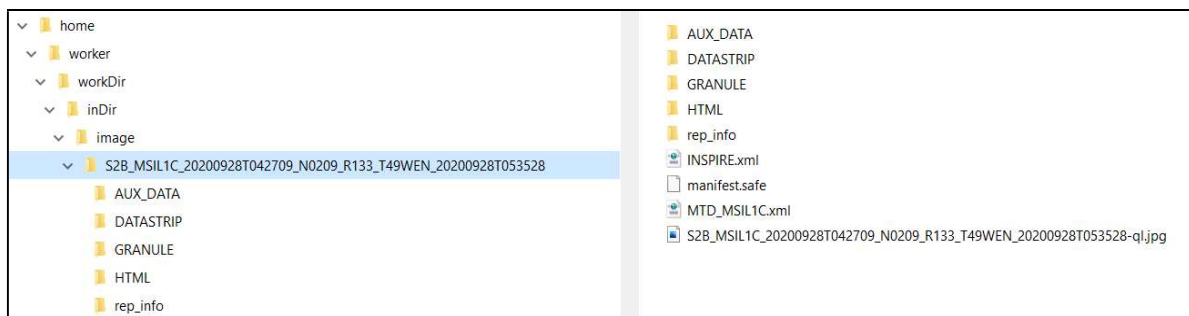 home
worker
workDir
inDir
image
S2B_MSIL1C_20200928T042709_N0209_R133_T49WEN_20200928T053528
AUX_DATA
DATASTRIP
GRANULE
HTML
rep_info
AUX_DATA
DATASTRIP
GRANULE
HTML
rep_info
INSPIRE.xml
manifest.safe
MTD_MSIL1C.xml
S2B_MSIL1C_20200928T042709_N0209_R133_T49WEN_20200928T053528-ql.jpg